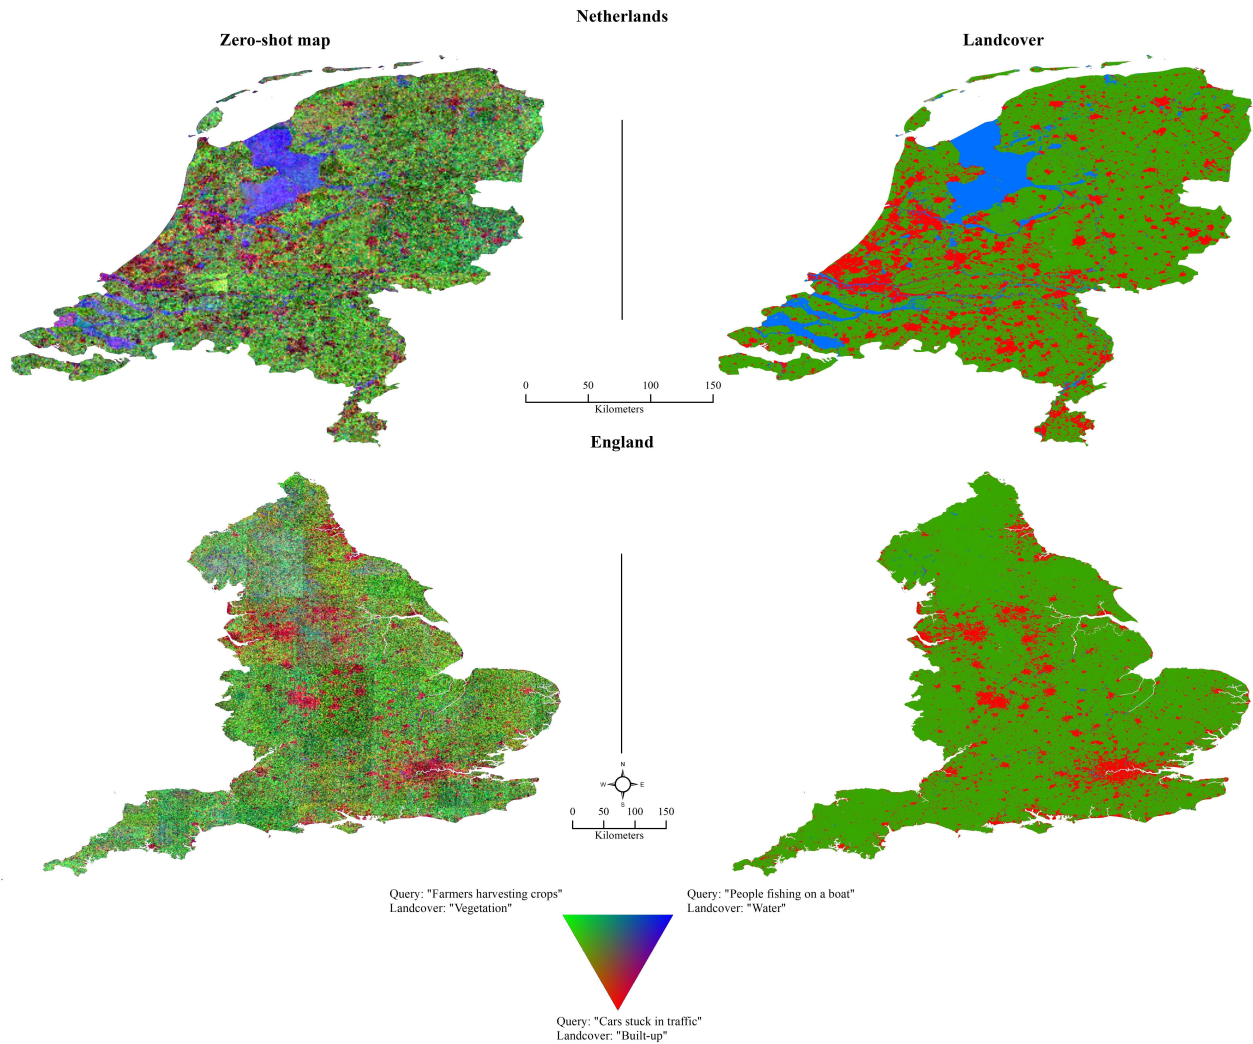 Netherlands
Zero-shot map
Landcover
0 50 100 150
Kilometers
England
N
W E
S
0 50 100 150
Kilometers
Query: "Farmers harvesting crops"
Landcover: "Vegetation"
Query: "People fishing on a boat"
Landcover: "Water"
Query: "Cars stuck in traffic"
Landcover: "Built-up"